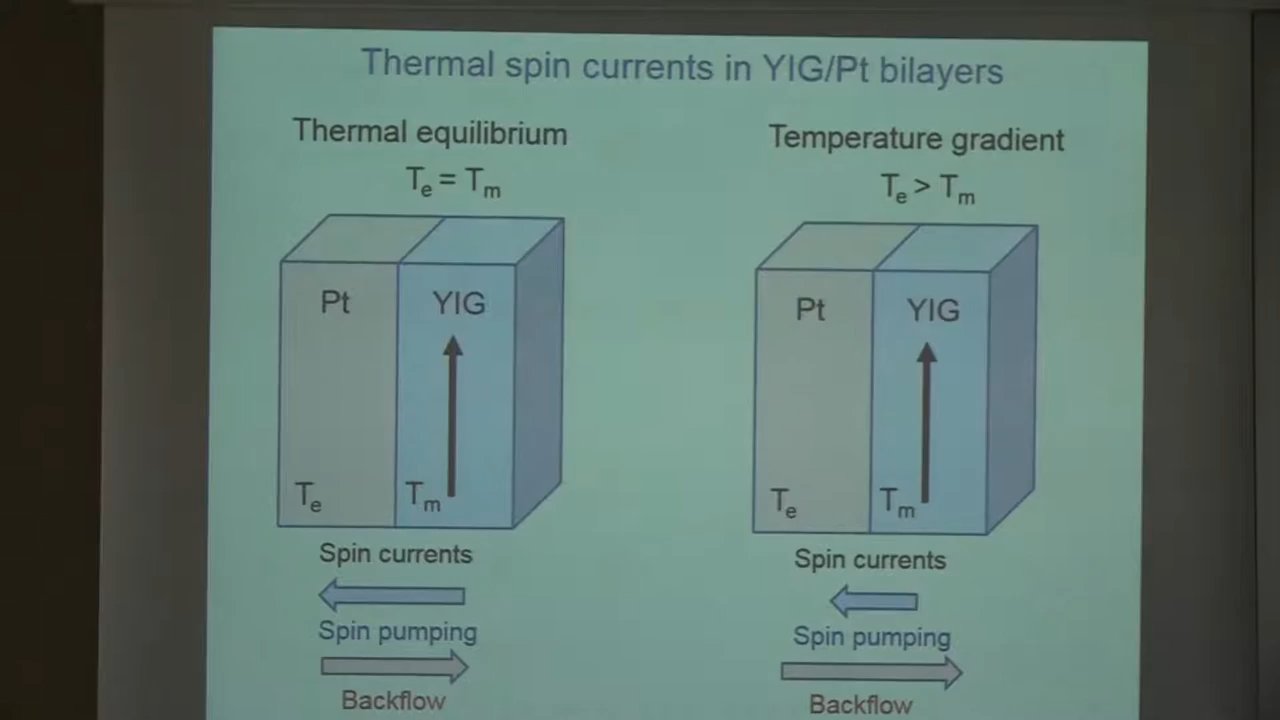 Thermal spin currents in YIG/Pt bilayers
Thermal equilibrium
Te = Tm
Pt
YIG
Te
Tm
Spin currents
Spin pumping
Backflow
Temperature gradient
Te > Tm
Pt
YIG
Te
Tm
Spin currents
Spin pumping
Backflow